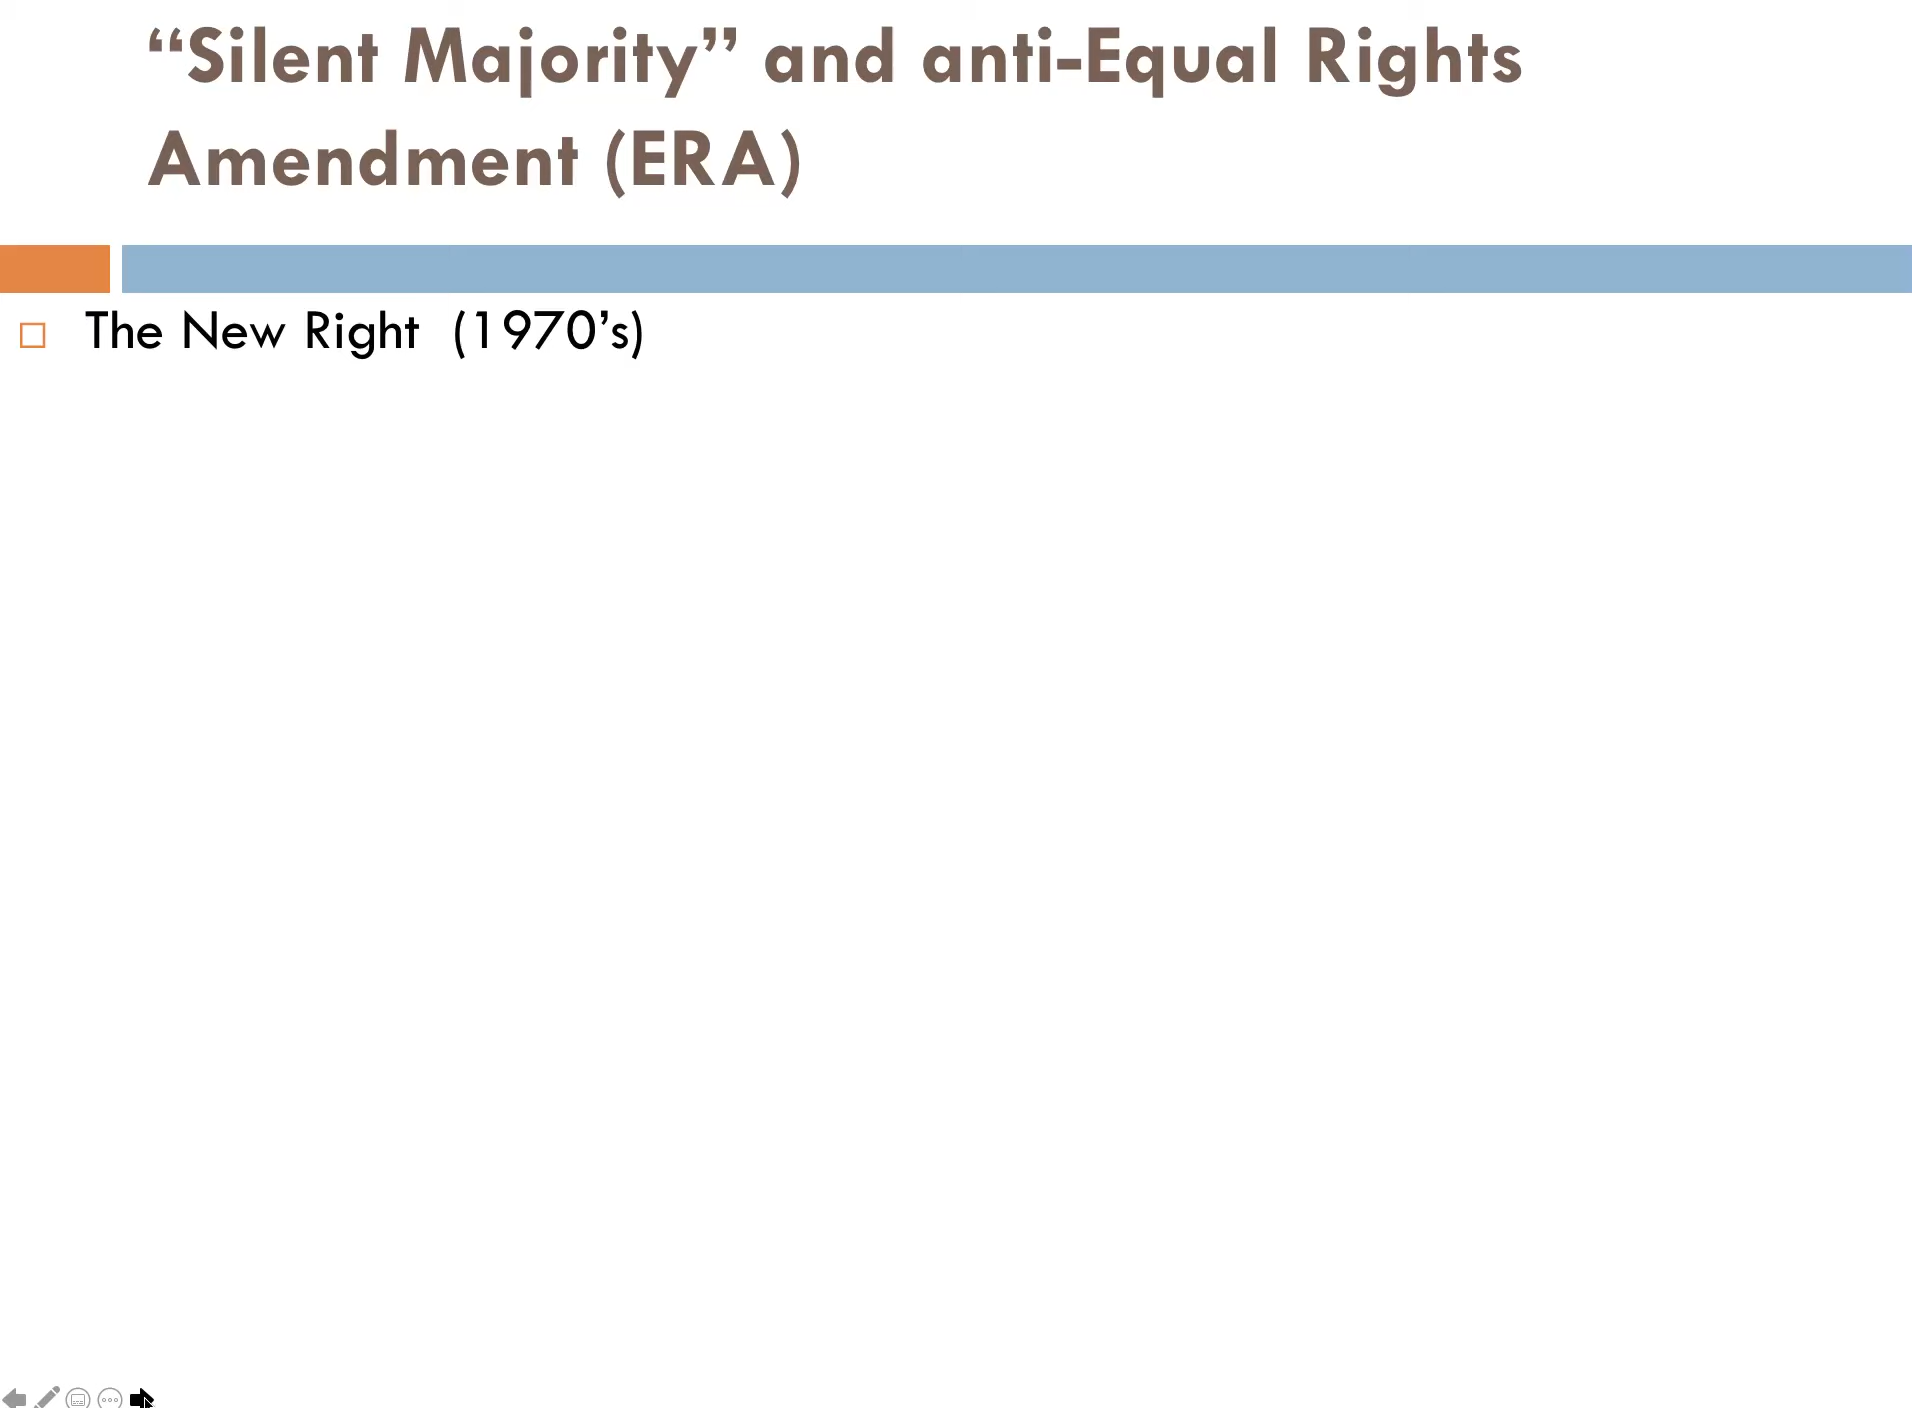 “Silent Majority” and anti-Equal Rights
Amendment (ERA)
The New Right (1970’s)